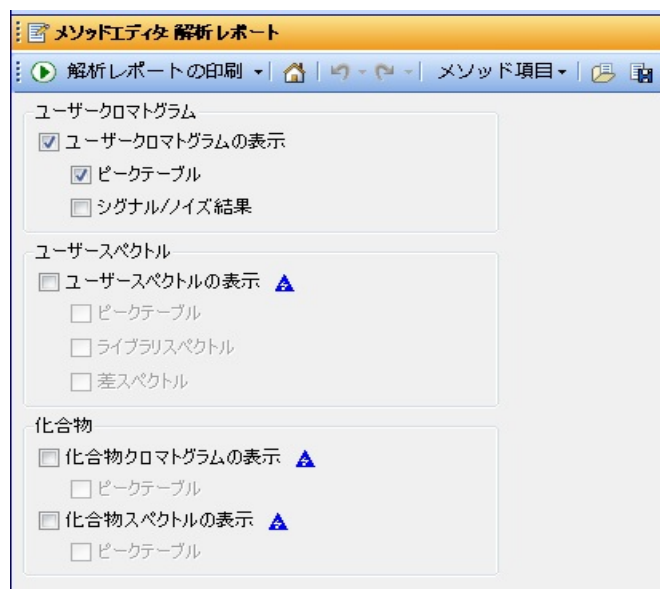 メソッドエディタ: 解析レポート
解析レポートの印刷 メソッド項目
ユーザークロマトグラム
ユーザークロマトグラムの表示
ピークテーブル
シグナル/ノイズ結果
ユーザースペクトル
ユーザースペクトルの表示
ピークテーブル
ライブラリスペクトル
差スペクトル
化合物
化合物クロマトグラムの表示
ピークテーブル
化合物スペクトルの表示
ピークテーブル